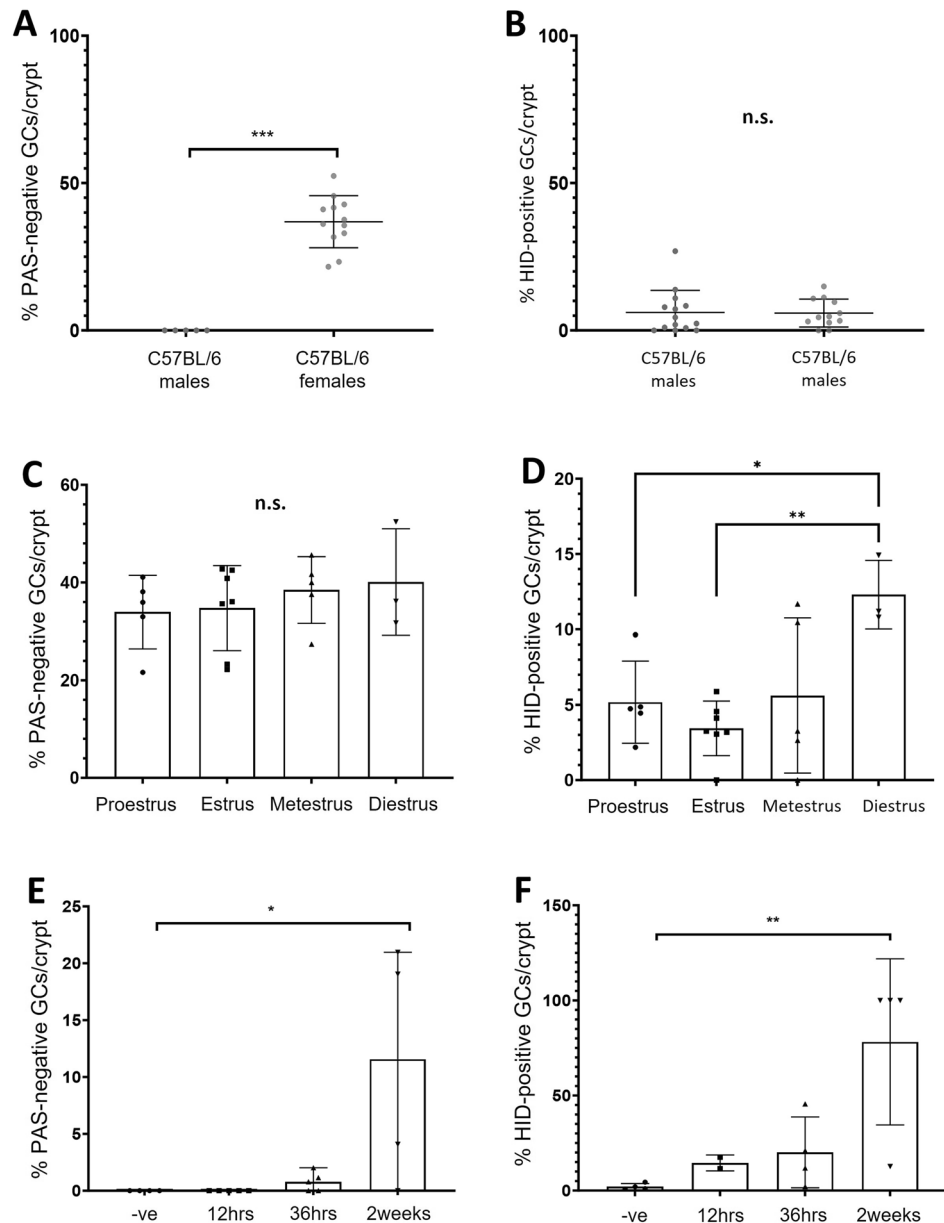 A
% PAS-negative GCs/crypt
100
50
0
***
C57BL/6
males
C57BL/6
females
B
% HID-positive GCs/crypt
100
50
0
n.s.
C57BL/6
males
C57BL/6
males
C
% PAS-negative GCs/crypt
60
40
20
0
n.s.
Proestrus
Estrus
Metestrus
Diestrus
D
% HID-positive GCs/crypt
20
15
10
5
0
*
**
Proestrus
Estrus
Metestrus
Diestrus
E
% PAS-negative GCs/crypt
25
20
15
10
5
0
*
-ve
12hrs
36hrs
2weeks
F
% HID-positive GCs/crypt
150
100
50
0
**
-ve
12hrs
36hrs
2weeks